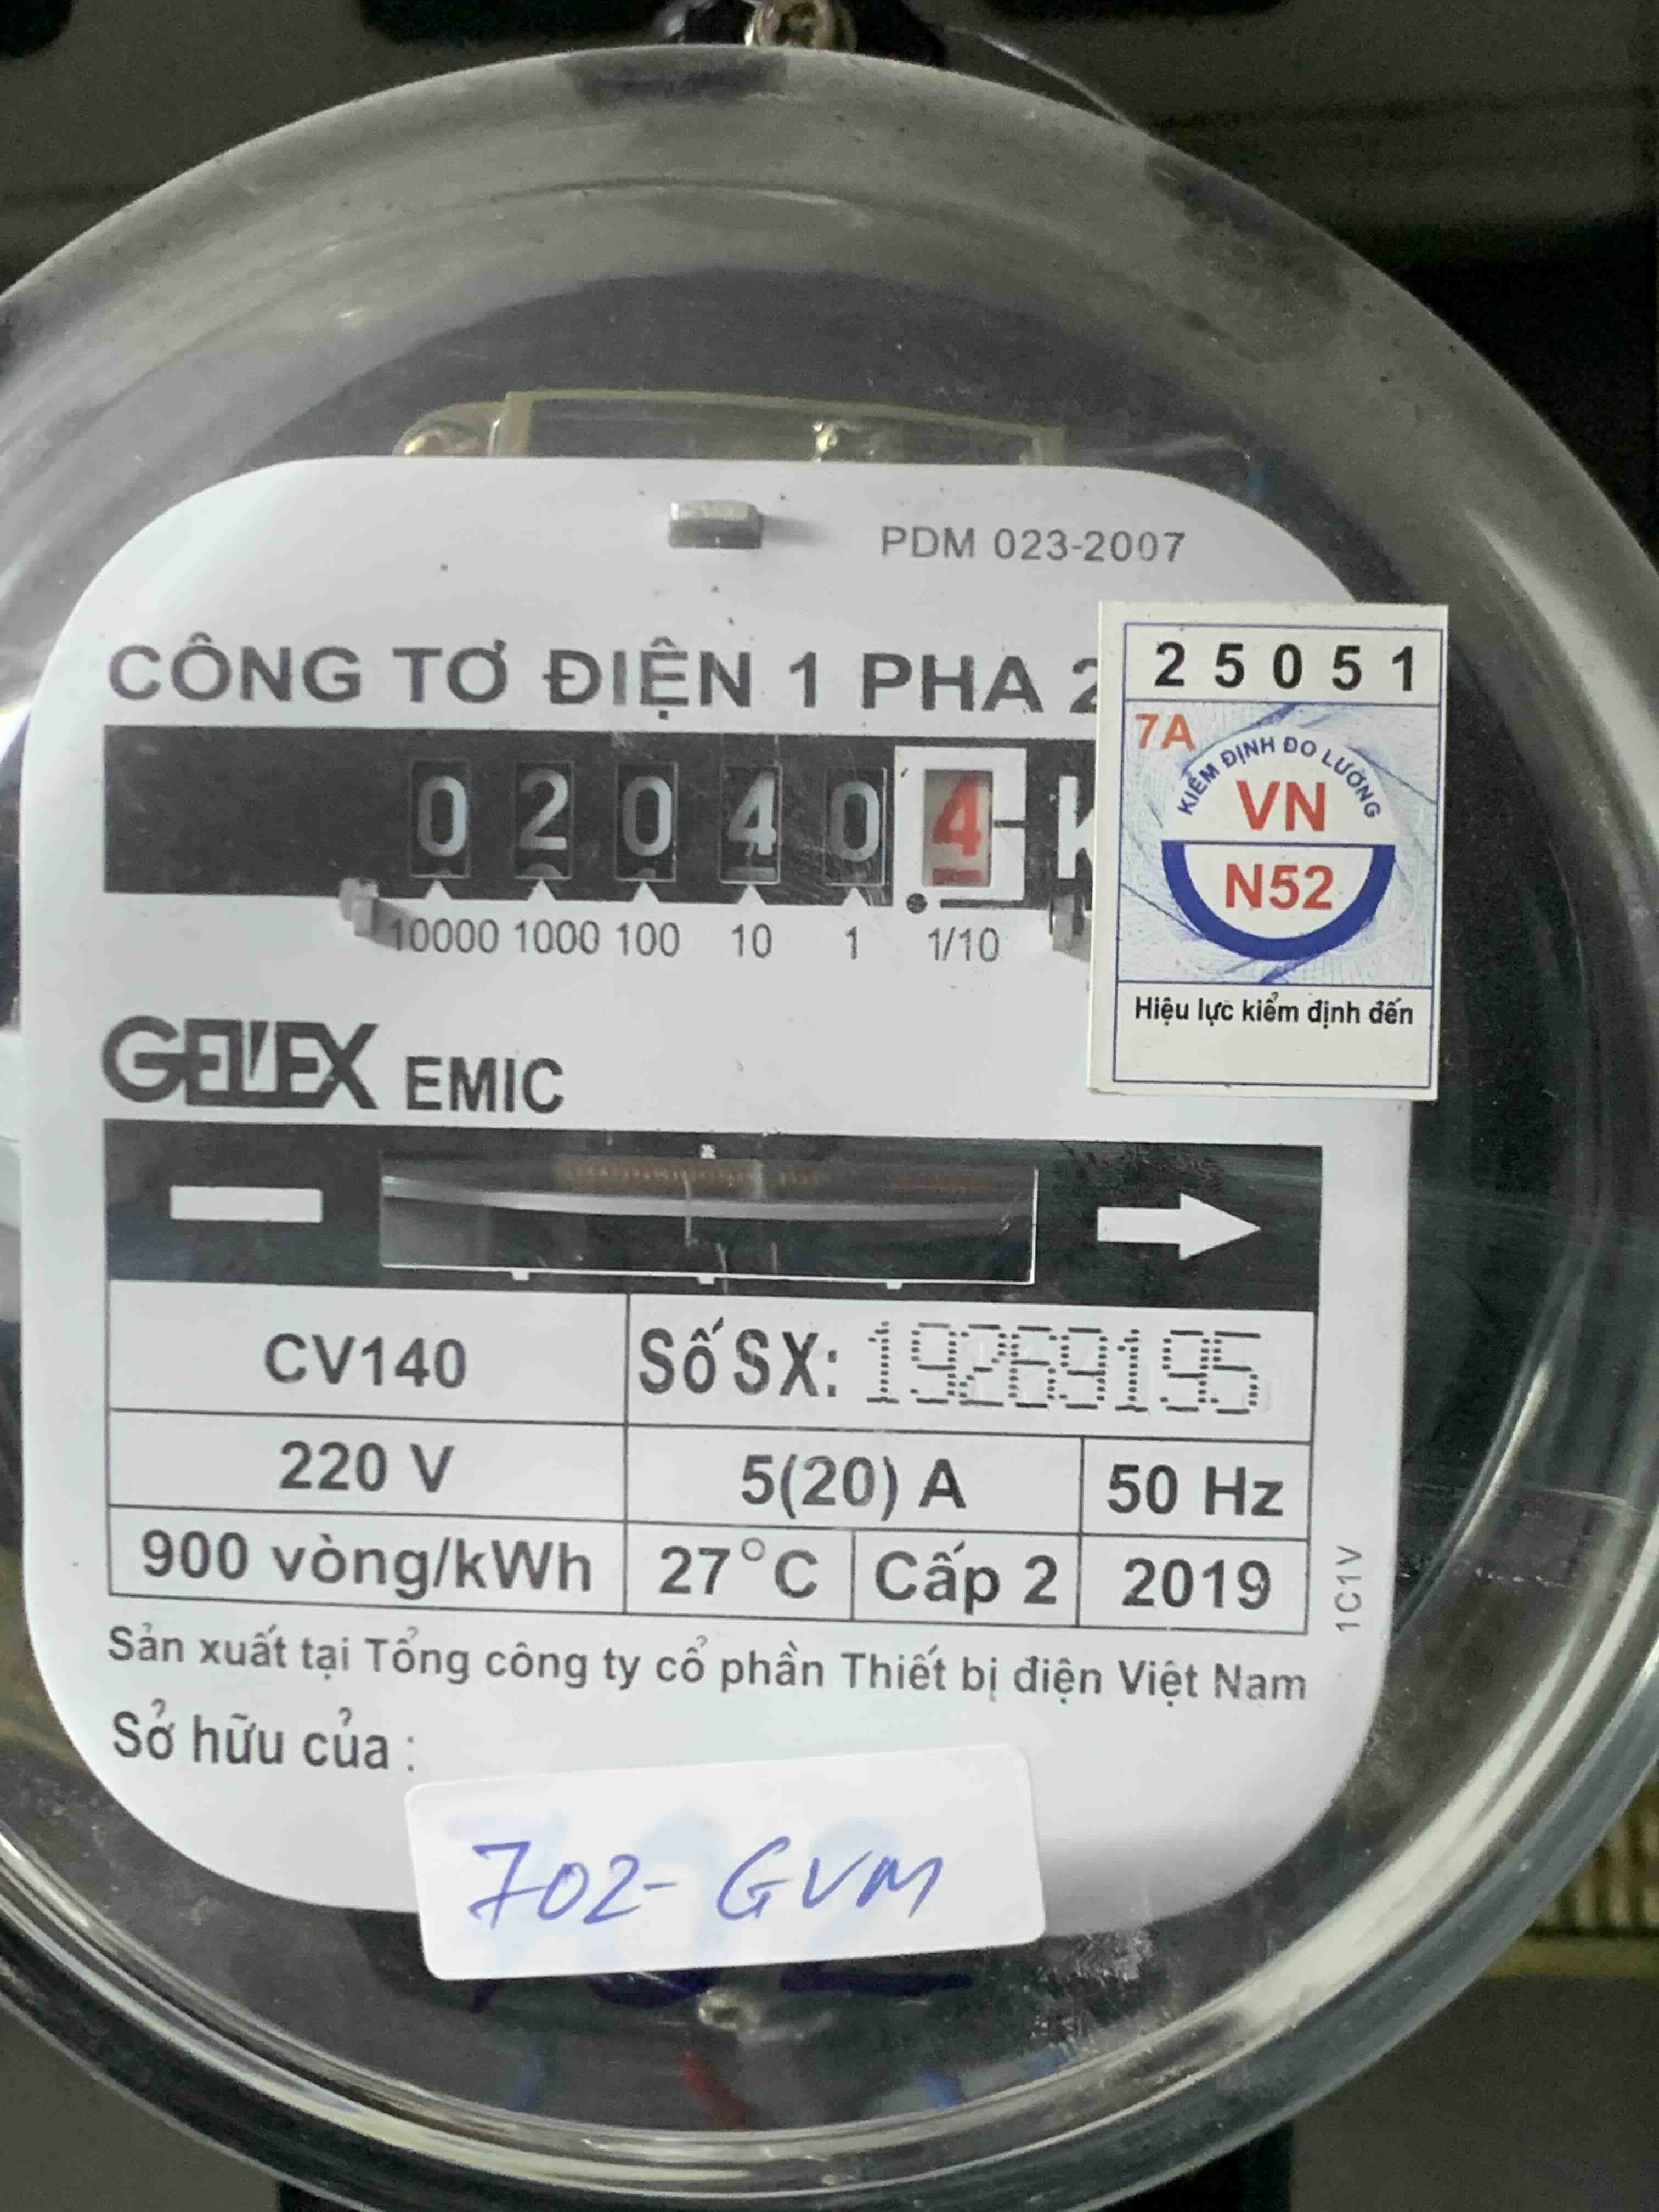 PDM 023-2007
CÔNG TƠ ĐIỆN 1 PHA 2
25051
7A
KIỂM ĐỊNH ĐO LƯỜNG
VN
N52
Hiệu lực kiểm định đến
0 2 0 4 0 4 k
10000 1000 100 10 1 1/10
GELEX EMIC
CV140 Số SX: 19269195
220 V 5(20) A 50 Hz
900 vòng/kWh 27°C Cấp 2 2019
1C1V
Sản xuất tại Tổng công ty cổ phần Thiết bị điện Việt Nam
Sở hữu của :
702-GVM